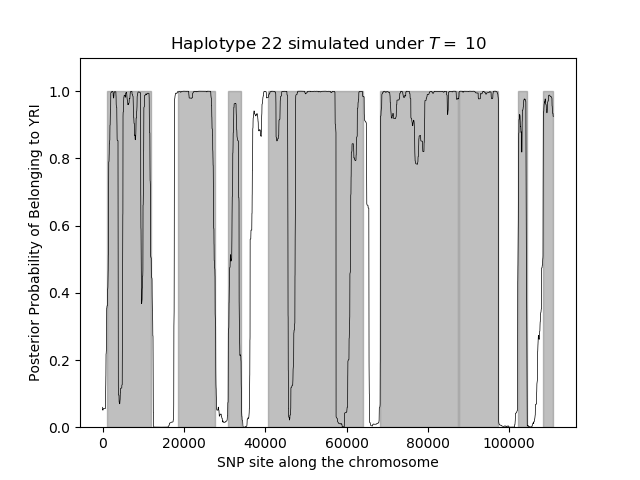 Haplotype 22 simulated under T = 10
Posterior Probability of Belonging to YRI
1.0
0.8
0.6
0.4
0.2
0.0
0 20000 40000 60000 80000 100000
SNP site along the chromosome